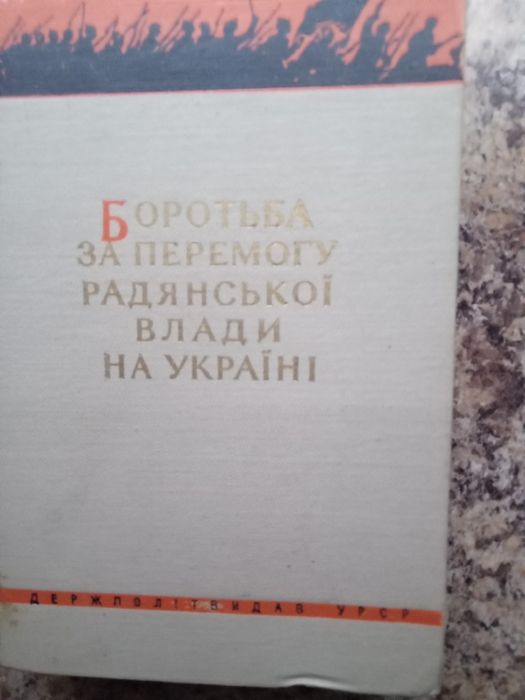 БОРОТЬБА
ЗА ПЕРЕМОГУ
РАДЯНСЬКОЇ
ВЛАДИ
НА УКРАЇНІ
ДЕРЖПОЛІТВИДАВ УРСР